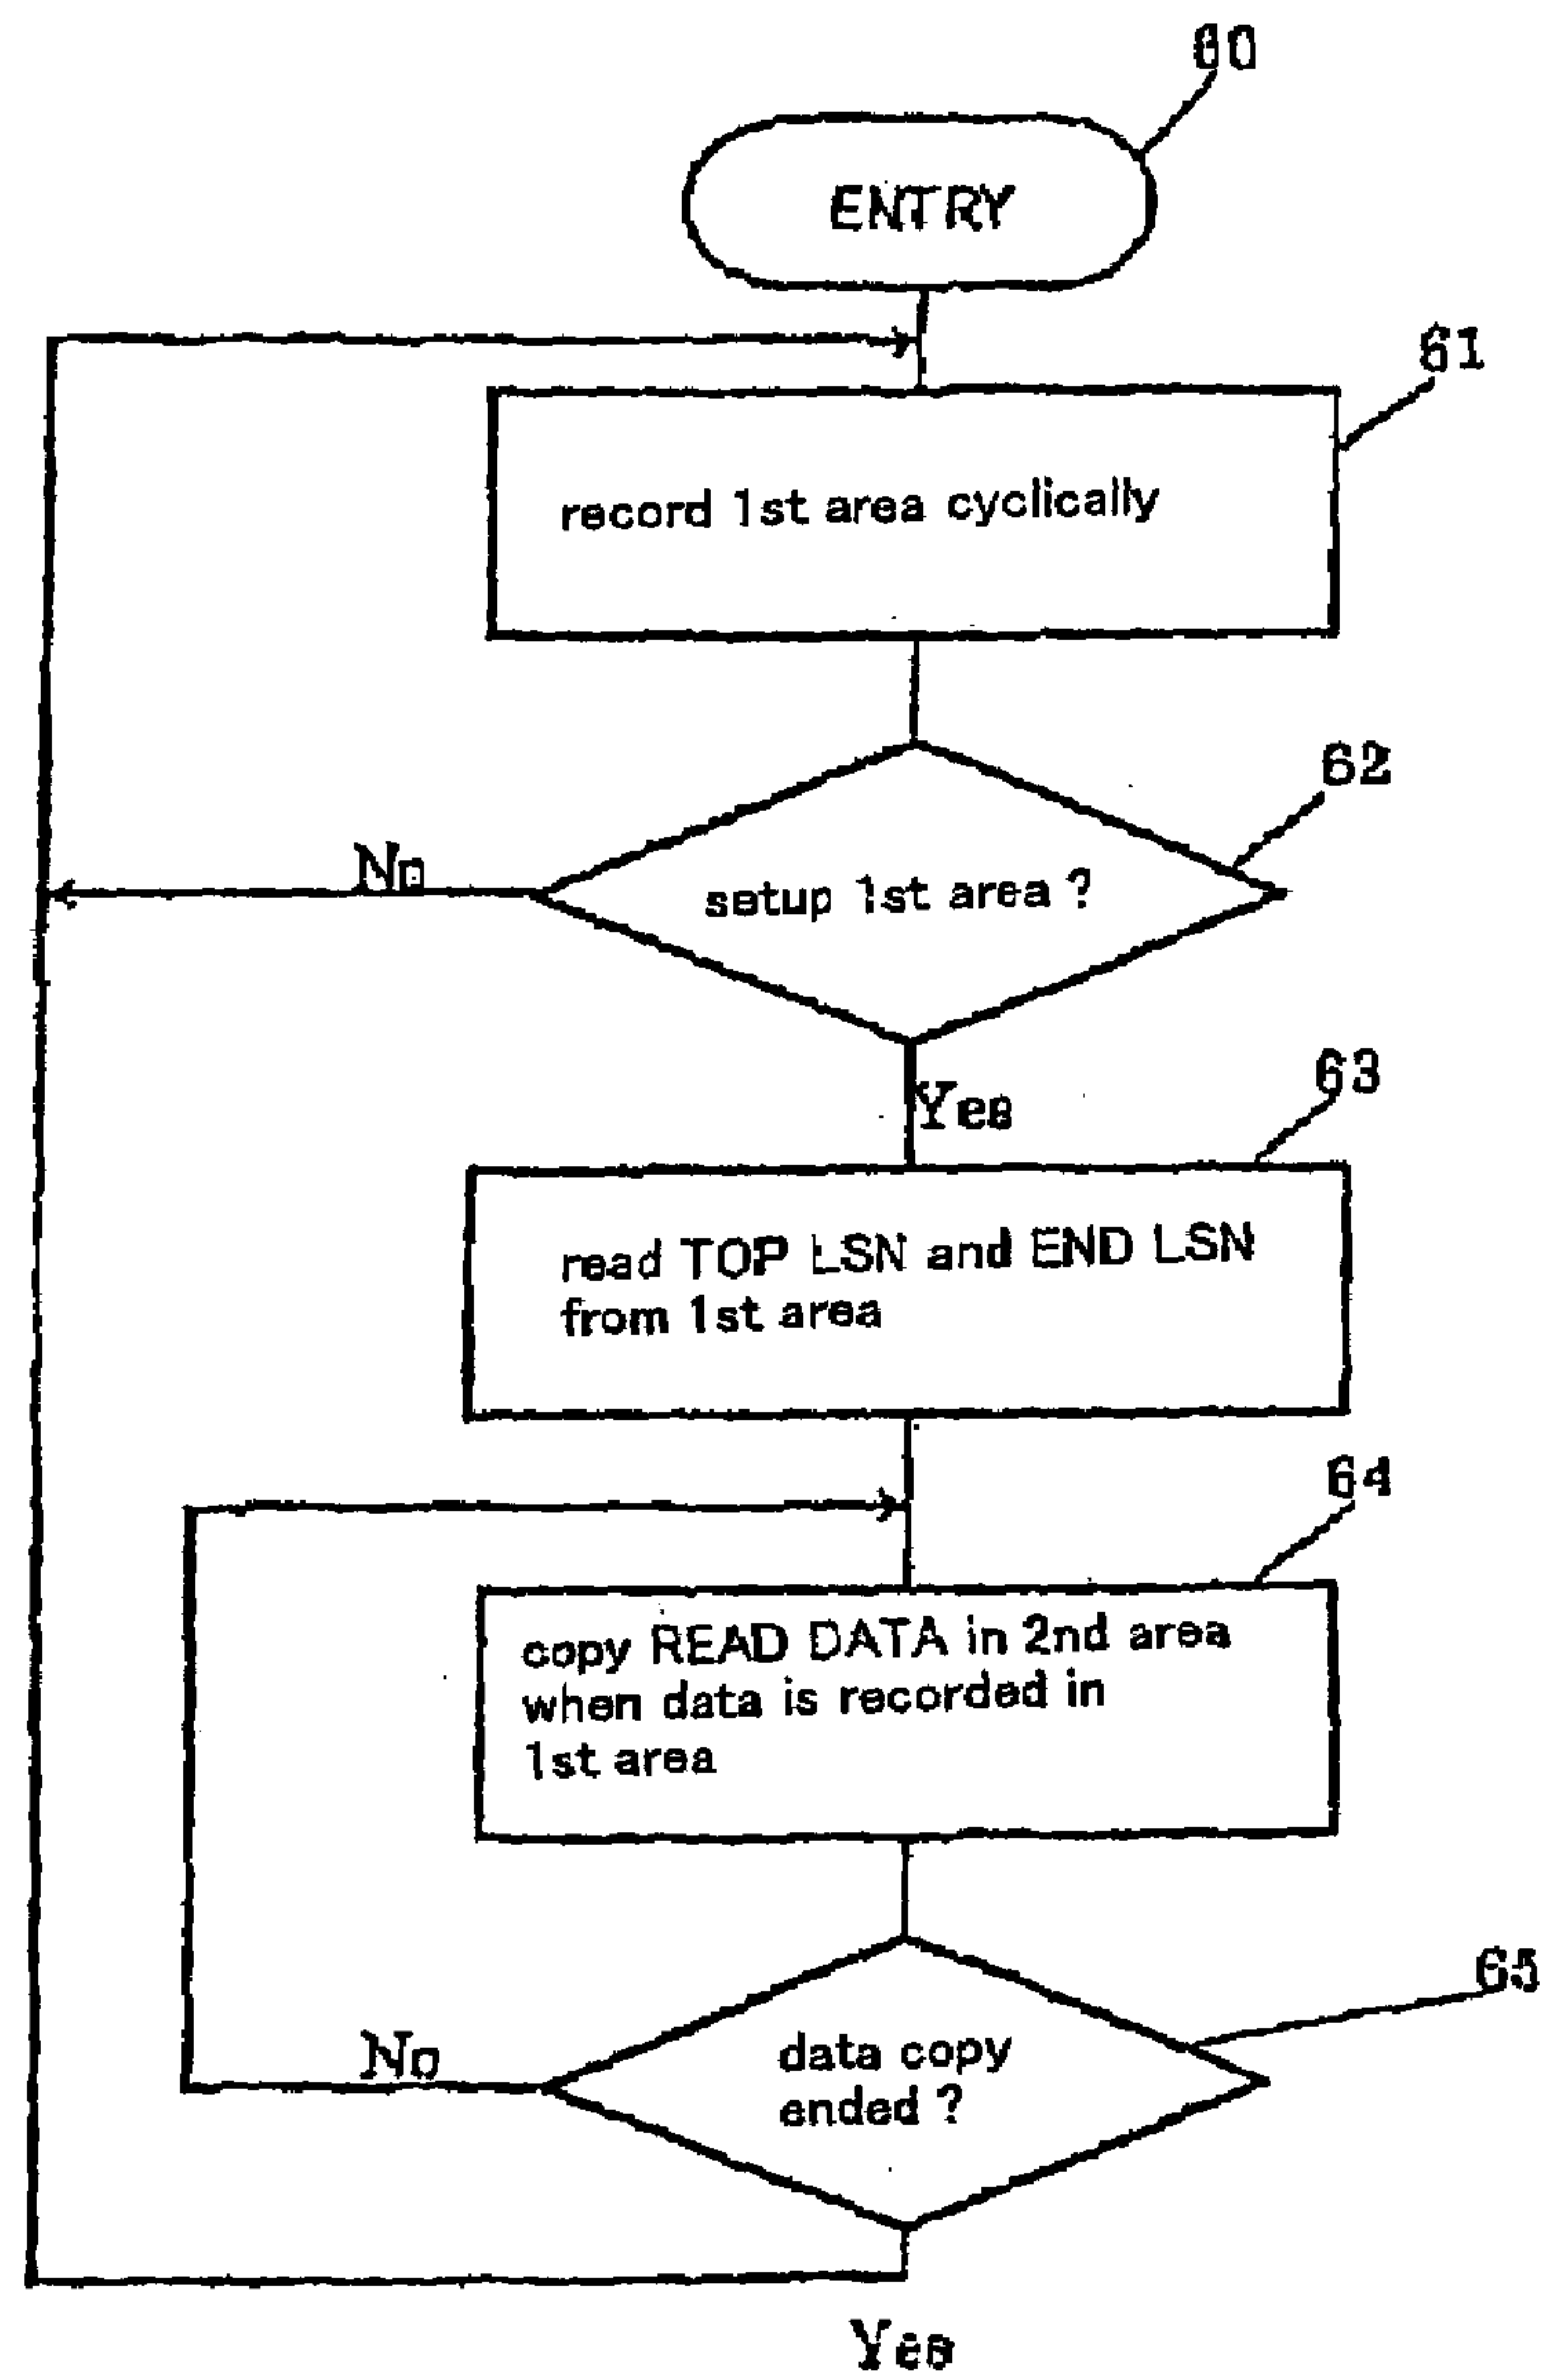 60
ENTRY
61
record 1st area cyclically
62
No
setup 1st area ?
Yes
63
read TOP LSN and END LSN
from 1st area
64
copy READ DATA in 2nd area
when data is recorded in
1st area
65
No
data copy
ended ?
Yes